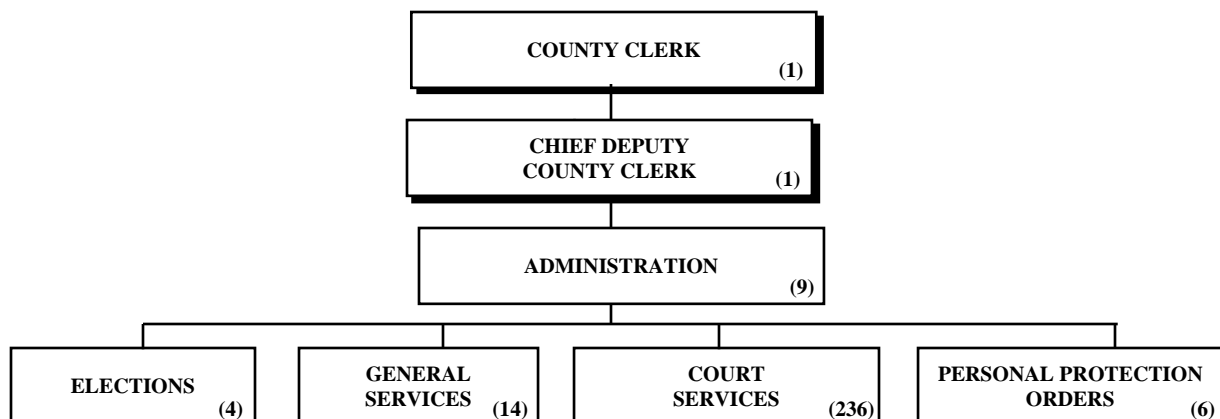 COUNTY CLERK
(1)
CHIEF DEPUTY
COUNTY CLERK
(1)
ADMINISTRATION
(9)
ELECTIONS
(4)
GENERAL
SERVICES
(14)
COURT
SERVICES
(236)
PERSONAL PROTECTION
ORDERS
(6)